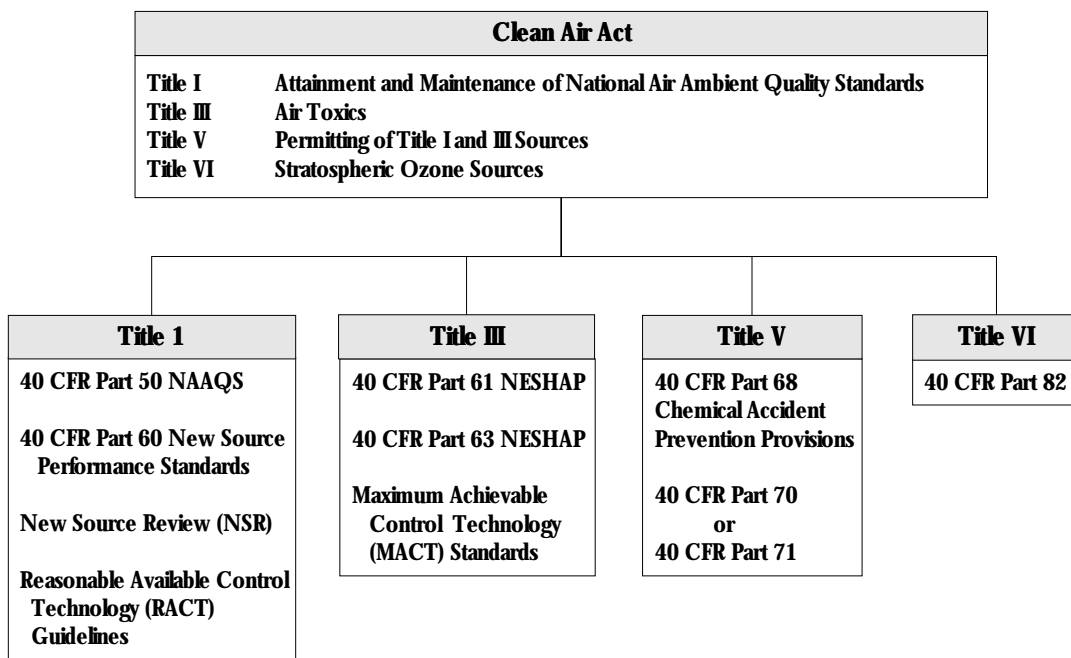 Clean Air Act
Title I Attainment and Maintenance of National Air Ambient Quality Standards
Title III Air Toxics
Title V Permitting of Title I and III Sources
Title VI Stratospheric Ozone Sources
Title 1
40 CFR Part 50 NAAQS
40 CFR Part 60 New Source
Performance Standards
New Source Review (NSR)
Reasonable Available Control
Technology (RACT)
Guidelines
Title III
40 CFR Part 61 NESHAP
40 CFR Part 63 NESHAP
Maximum Achievable
Control Technology
(MACT) Standards
Title V
40 CFR Part 68
Chemical Accident
Prevention Provisions
40 CFR Part 70
or
40 CFR Part 71
Title VI
40 CFR Part 82